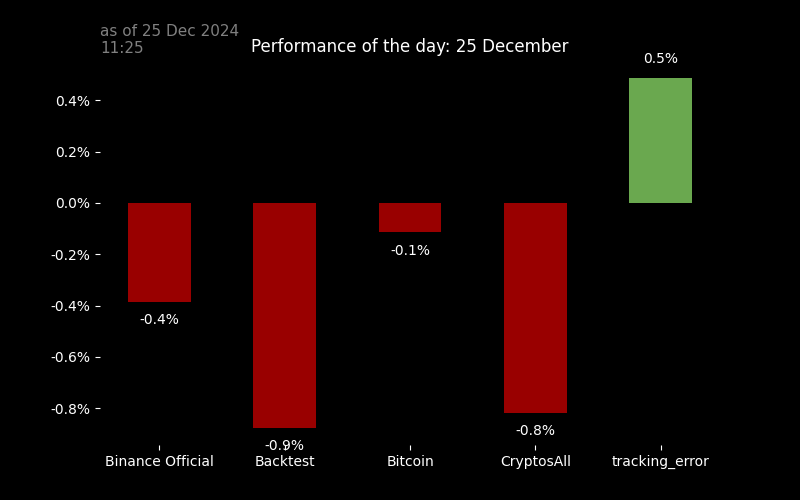 as of 25 Dec 2024
11:25
Performance of the day: 25 December
0.5%
0.4%
0.2%
0.0%
-0.2%
-0.4%
-0.6%
-0.8%
-0.4%
-0.9%
-0.1%
-0.8%
Binance Official
Backtest
Bitcoin
CryptosAll
tracking_error